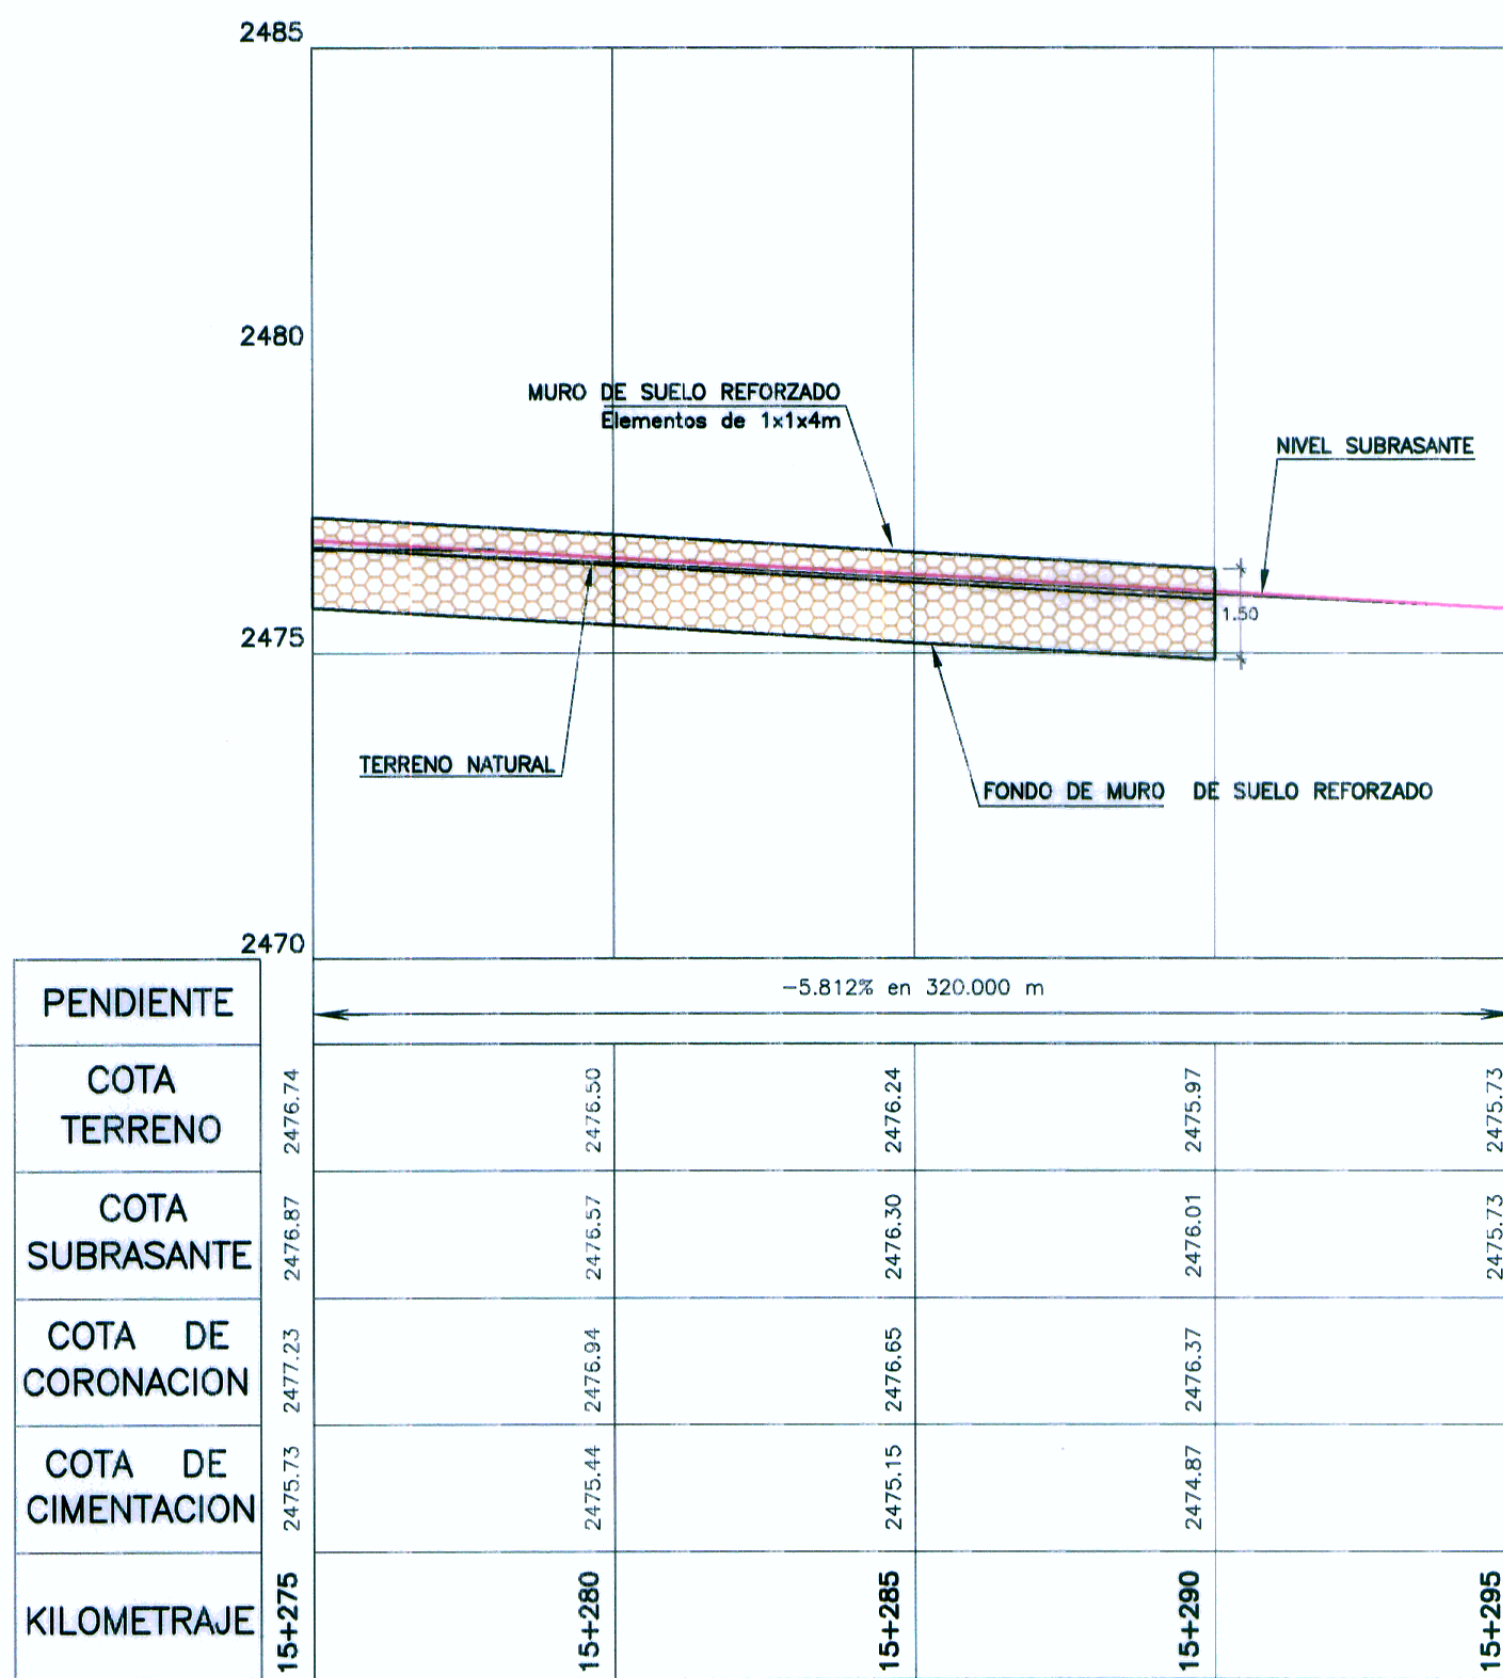 2485
2480
MURO DE SUELO REFORZADO
Elementos de 1x1x4m
NIVEL SUBRASANTE
1.50
2475
TERRENO NATURAL
FONDO DE MURO DE SUELO REFORZADO
2470
PENDIENTE
-5.812% en 320.000 m
COTA
TERRENO
2476.74
2476.50
2476.24
2475.97
2475.73
COTA
SUBRASANTE
2476.87
2476.57
2476.30
2476.01
2475.73
COTA DE
CORONACION
2477.23
2476.94
2476.65
2476.37
COTA DE
CIMENTACION
2475.73
2475.44
2475.15
2474.87
KILOMETRAJE
15+275
15+280
15+285
15+290
15+295